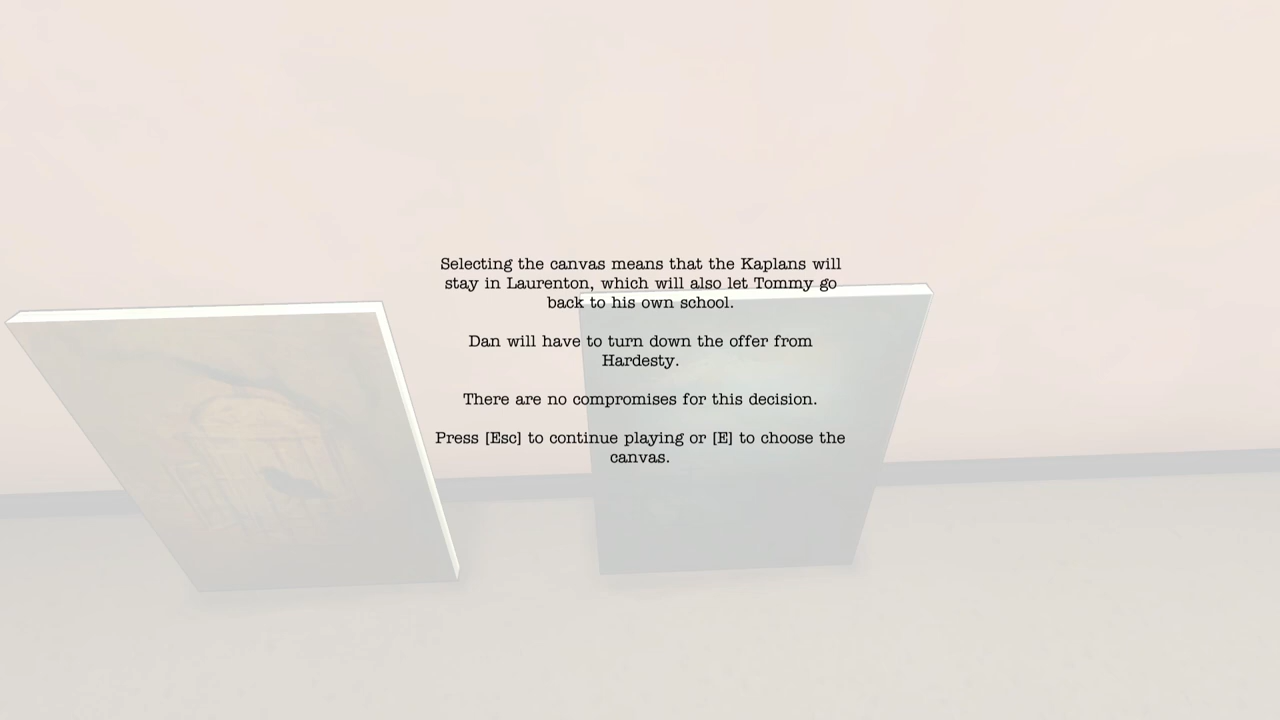 Selecting the canvas means that the Kaplans will
stay in Laurenton, which will also let Tommy go
back to his own school.
Dan will have to turn down the offer from
Hardesty.
There are no compromises for this decision.
Press [Esc] to continue playing or [E] to choose the
canvas.